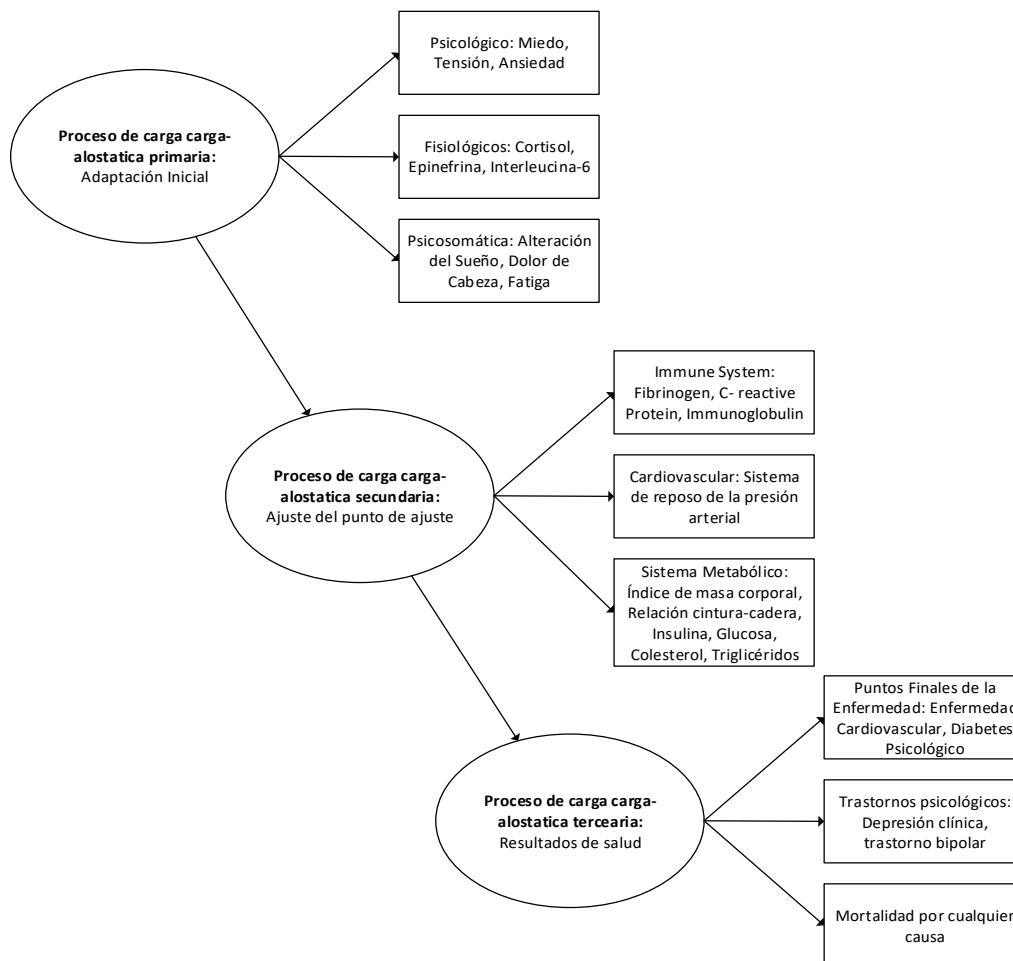 Proceso de carga carga-
alostatica primaria:
Adaptación Inicial
Psicológico: Miedo,
Tensión, Ansiedad
Fisiológicos: Cortisol,
Epinefrina, Interleucina-6
Psicosomática: Alteración
del Sueño, Dolor de
Cabeza, Fatiga
Proceso de carga carga-
alostatica secundaria:
Ajuste del punto de ajuste
Immune System:
Fibrinogen, C- reactive
Protein, Immunoglobulin
Cardiovascular: Sistema
de reposo de la presión
arterial
Sistema Metabólico:
Índice de masa corporal,
Relación cintura-cadera,
Insulina, Glucosa,
Colesterol, Triglicéridos
Proceso de carga carga-
alostatica tercearia:
Resultados de salud
Puntos Finales de la
Enfermedad: Enfermedad
Cardiovascular, Diabetes
Psicológico
Trastornos psicológicos:
Depresión clínica,
trastorno bipolar
Mortalidad por cualquier
causa